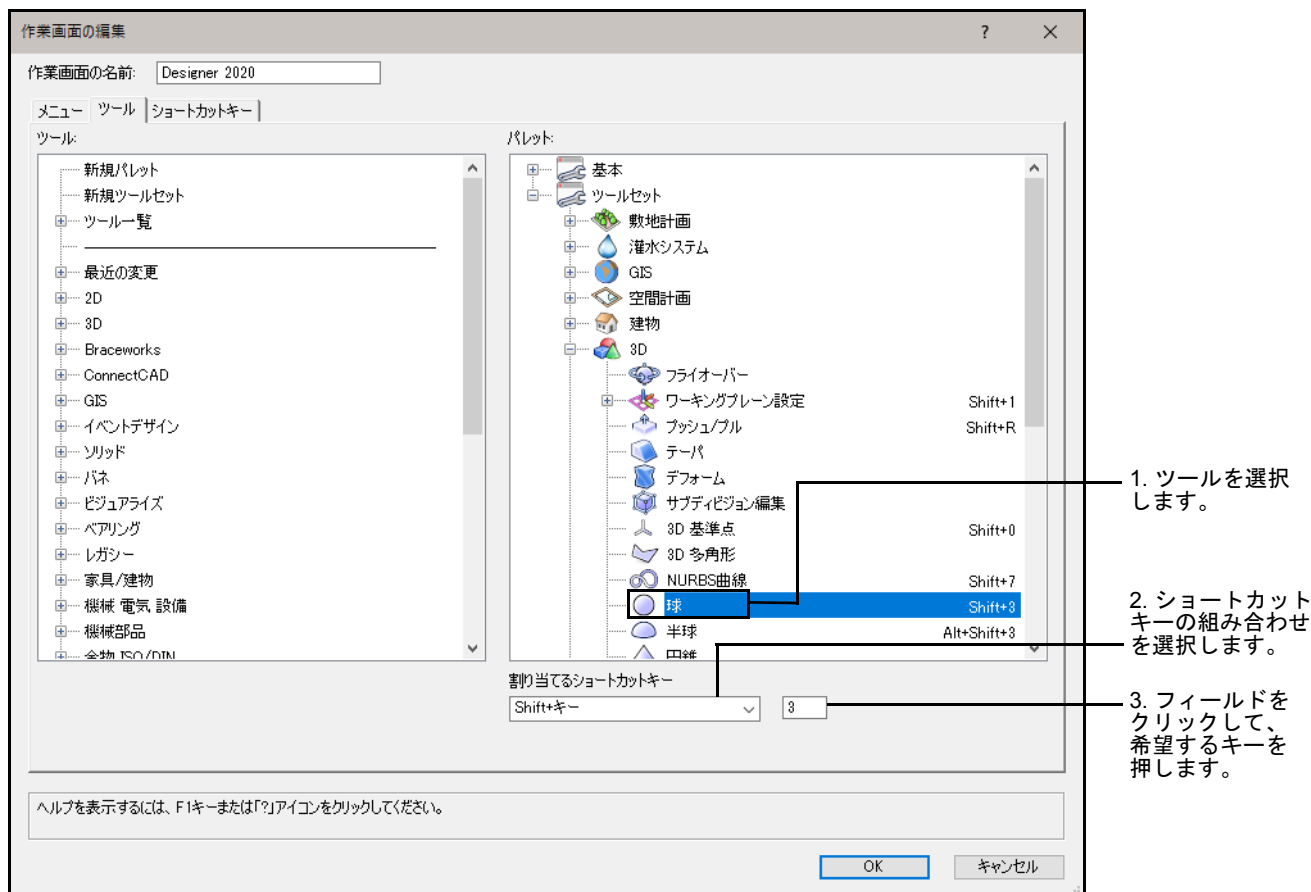 作業画面の編集
?
作業画面の名前:
Designer 2020
メニュー
ツール
ショートカットキー
ツール:
新規パレット
新規ツールセット
ツール一覧
最近の変更
2D
3D
Braceworks
ConnectCAD
GIS
イベントデザイン
ソリッド
バネ
ビジュアライズ
ベアリング
レガシー
家具/建物
機械 電気 設備
機械部品
金物 ISO/DIN
パレット:
基本
ツールセット
敷地計画
灌水システム
GIS
空間計画
建物
3D
フライオーバー
ワーキングプレーン設定 Shift+1
プッシュ/プル Shift+R
テーパ
デフォーム
サブディビジョン編集
3D 基準点 Shift+0
3D 多角形
NURBS曲線 Shift+7
球 Shift+3
半球 Alt+Shift+3
円錐
割り当てるショートカットキー
Shift+キー
3
ヘルプを表示するには、F1キーまたは「?」アイコンをクリックしてください。
OK
キャンセル
1. ツールを選択
します。
2. ショートカット
キーの組み合わせ
を選択します。
3. フィールドを
クリックして、
希望するキーを
押します。